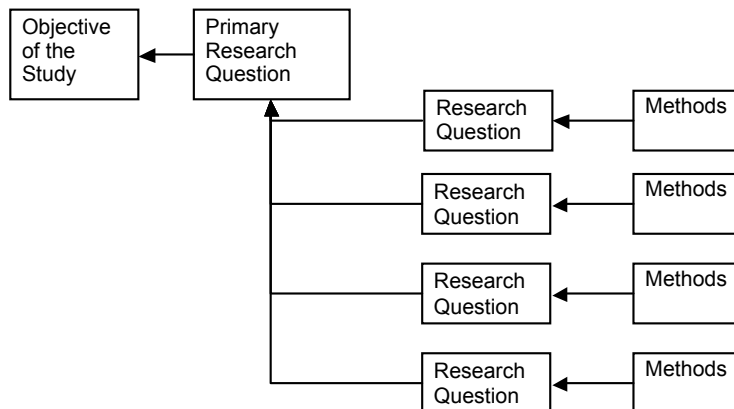 Objective
of the
Study
Primary
Research
Question
Research
Question
Methods
Research
Question
Methods
Research
Question
Methods
Research
Question
Methods